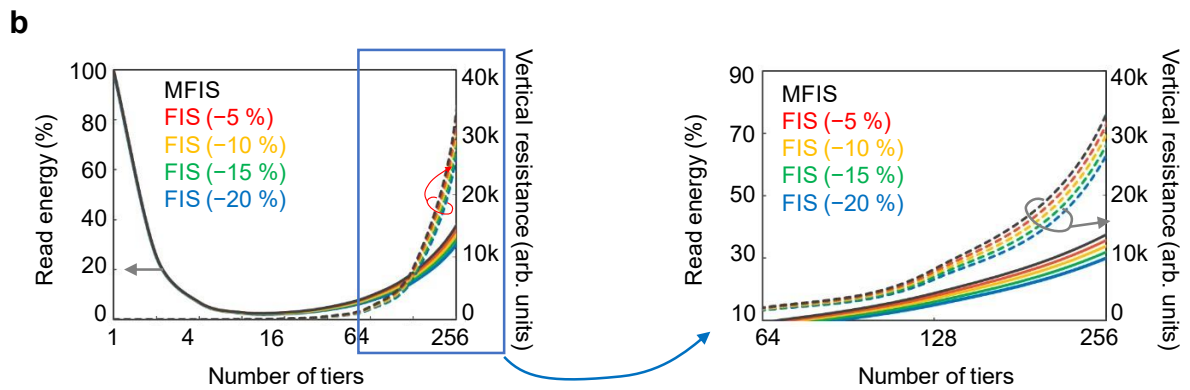 b
Read energy (%)
100
80
60
40
20
0
MFIS
FIS (−5 %)
FIS (−10 %)
FIS (−15 %)
FIS (−20 %)
40k
30k
20k
10k
0
Vertical resistance (arb. units)
1 4 16 64 256
Number of tiers
Read energy (%)
90
70
50
30
10
MFIS
FIS (−5 %)
FIS (−10 %)
FIS (−15 %)
FIS (−20 %)
40k
30k
20k
10k
0
Vertical resistance (arb. units)
64 128 256
Number of tiers